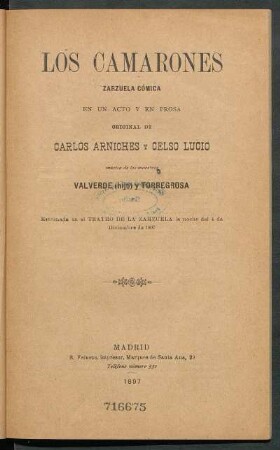 LOS CAMARONES
ZARZUELA CÓMICA
EN UN ACTO Y EN PROSA
ORIGINAL DE
CARLOS ARNICHES Y CELSO LUCIO
música de los maestros
VALVERDE (hijo) y TORREGROSA
Estrenada en el TEATRO DE LA ZARZUELA la noche del de
Diciembre de 1897
MADRID
R. Velasco, impresor, Marqués de Santa Ana,
Teléfono número 551
1897
716675